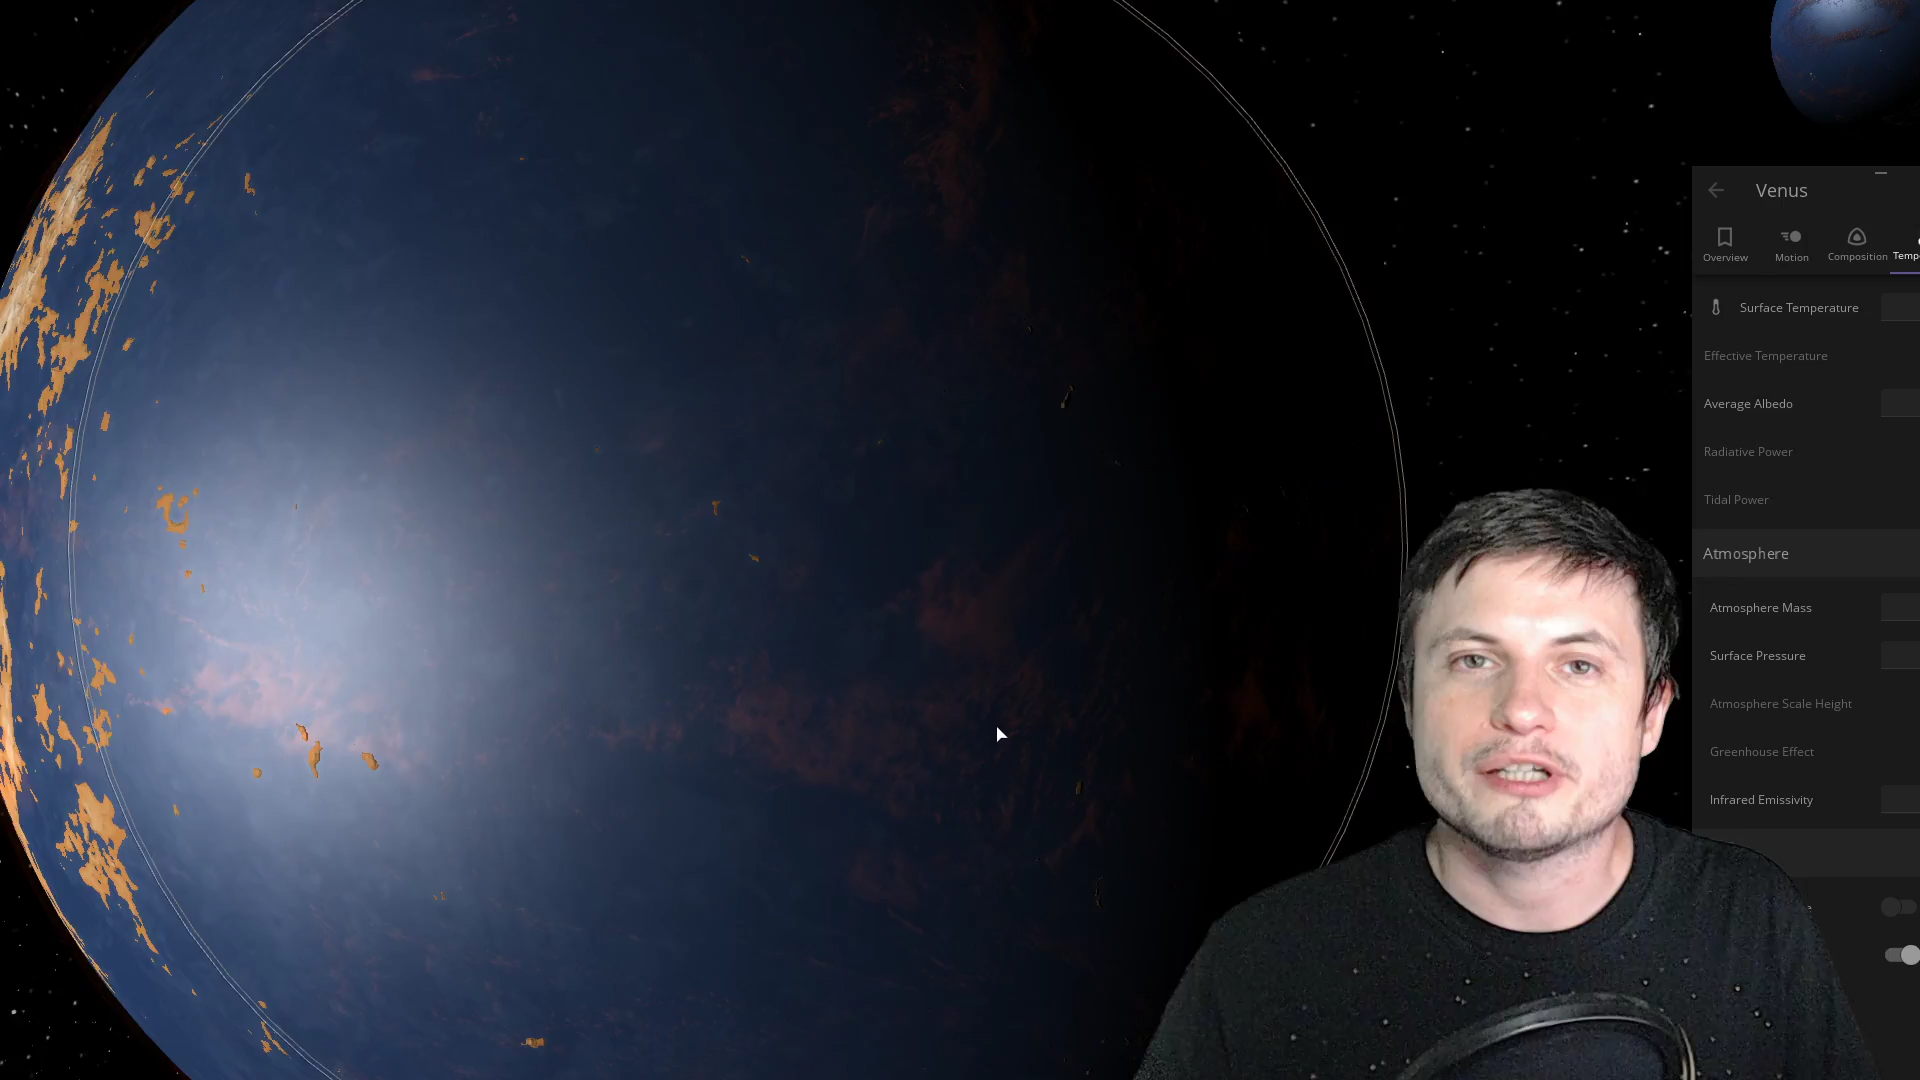 Venus
Overview Motion Composition
Surface Temperature
Effective Temperature
Average Albedo
Radiative Power
Tidal Power
Atmosphere
Atmosphere Mass
Surface Pressure
Atmosphere Scale Height
Greenhouse Effect
Infrared Emissivity